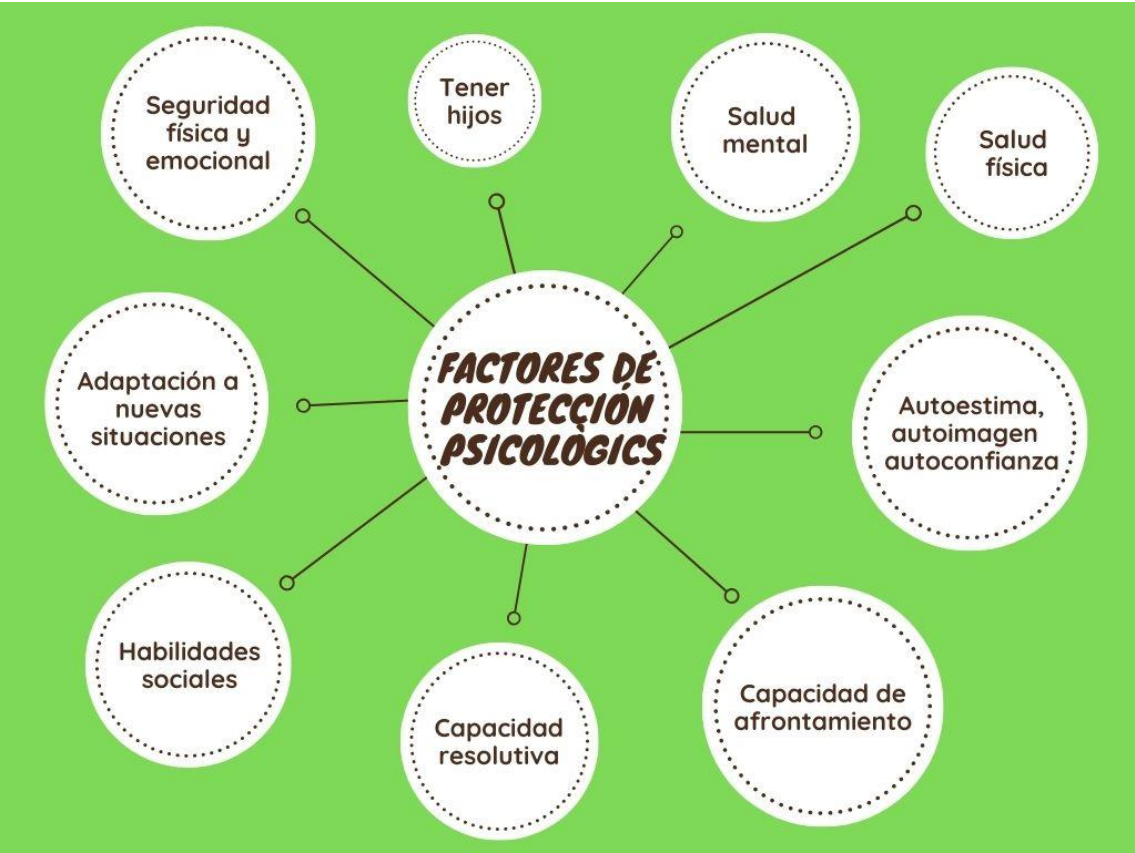 Seguridad
física y
emocional
Tener
hijos
Salud
mental
Salud
física
Adaptación a
nuevas
situaciones
FACTORES DE
PROTECCIÓN
PSICOLÓGICS
Autoestima,
autoimagen
autoconfianza
Habilidades
sociales
Capacidad
resolutiva
Capacidad de
afrontamiento